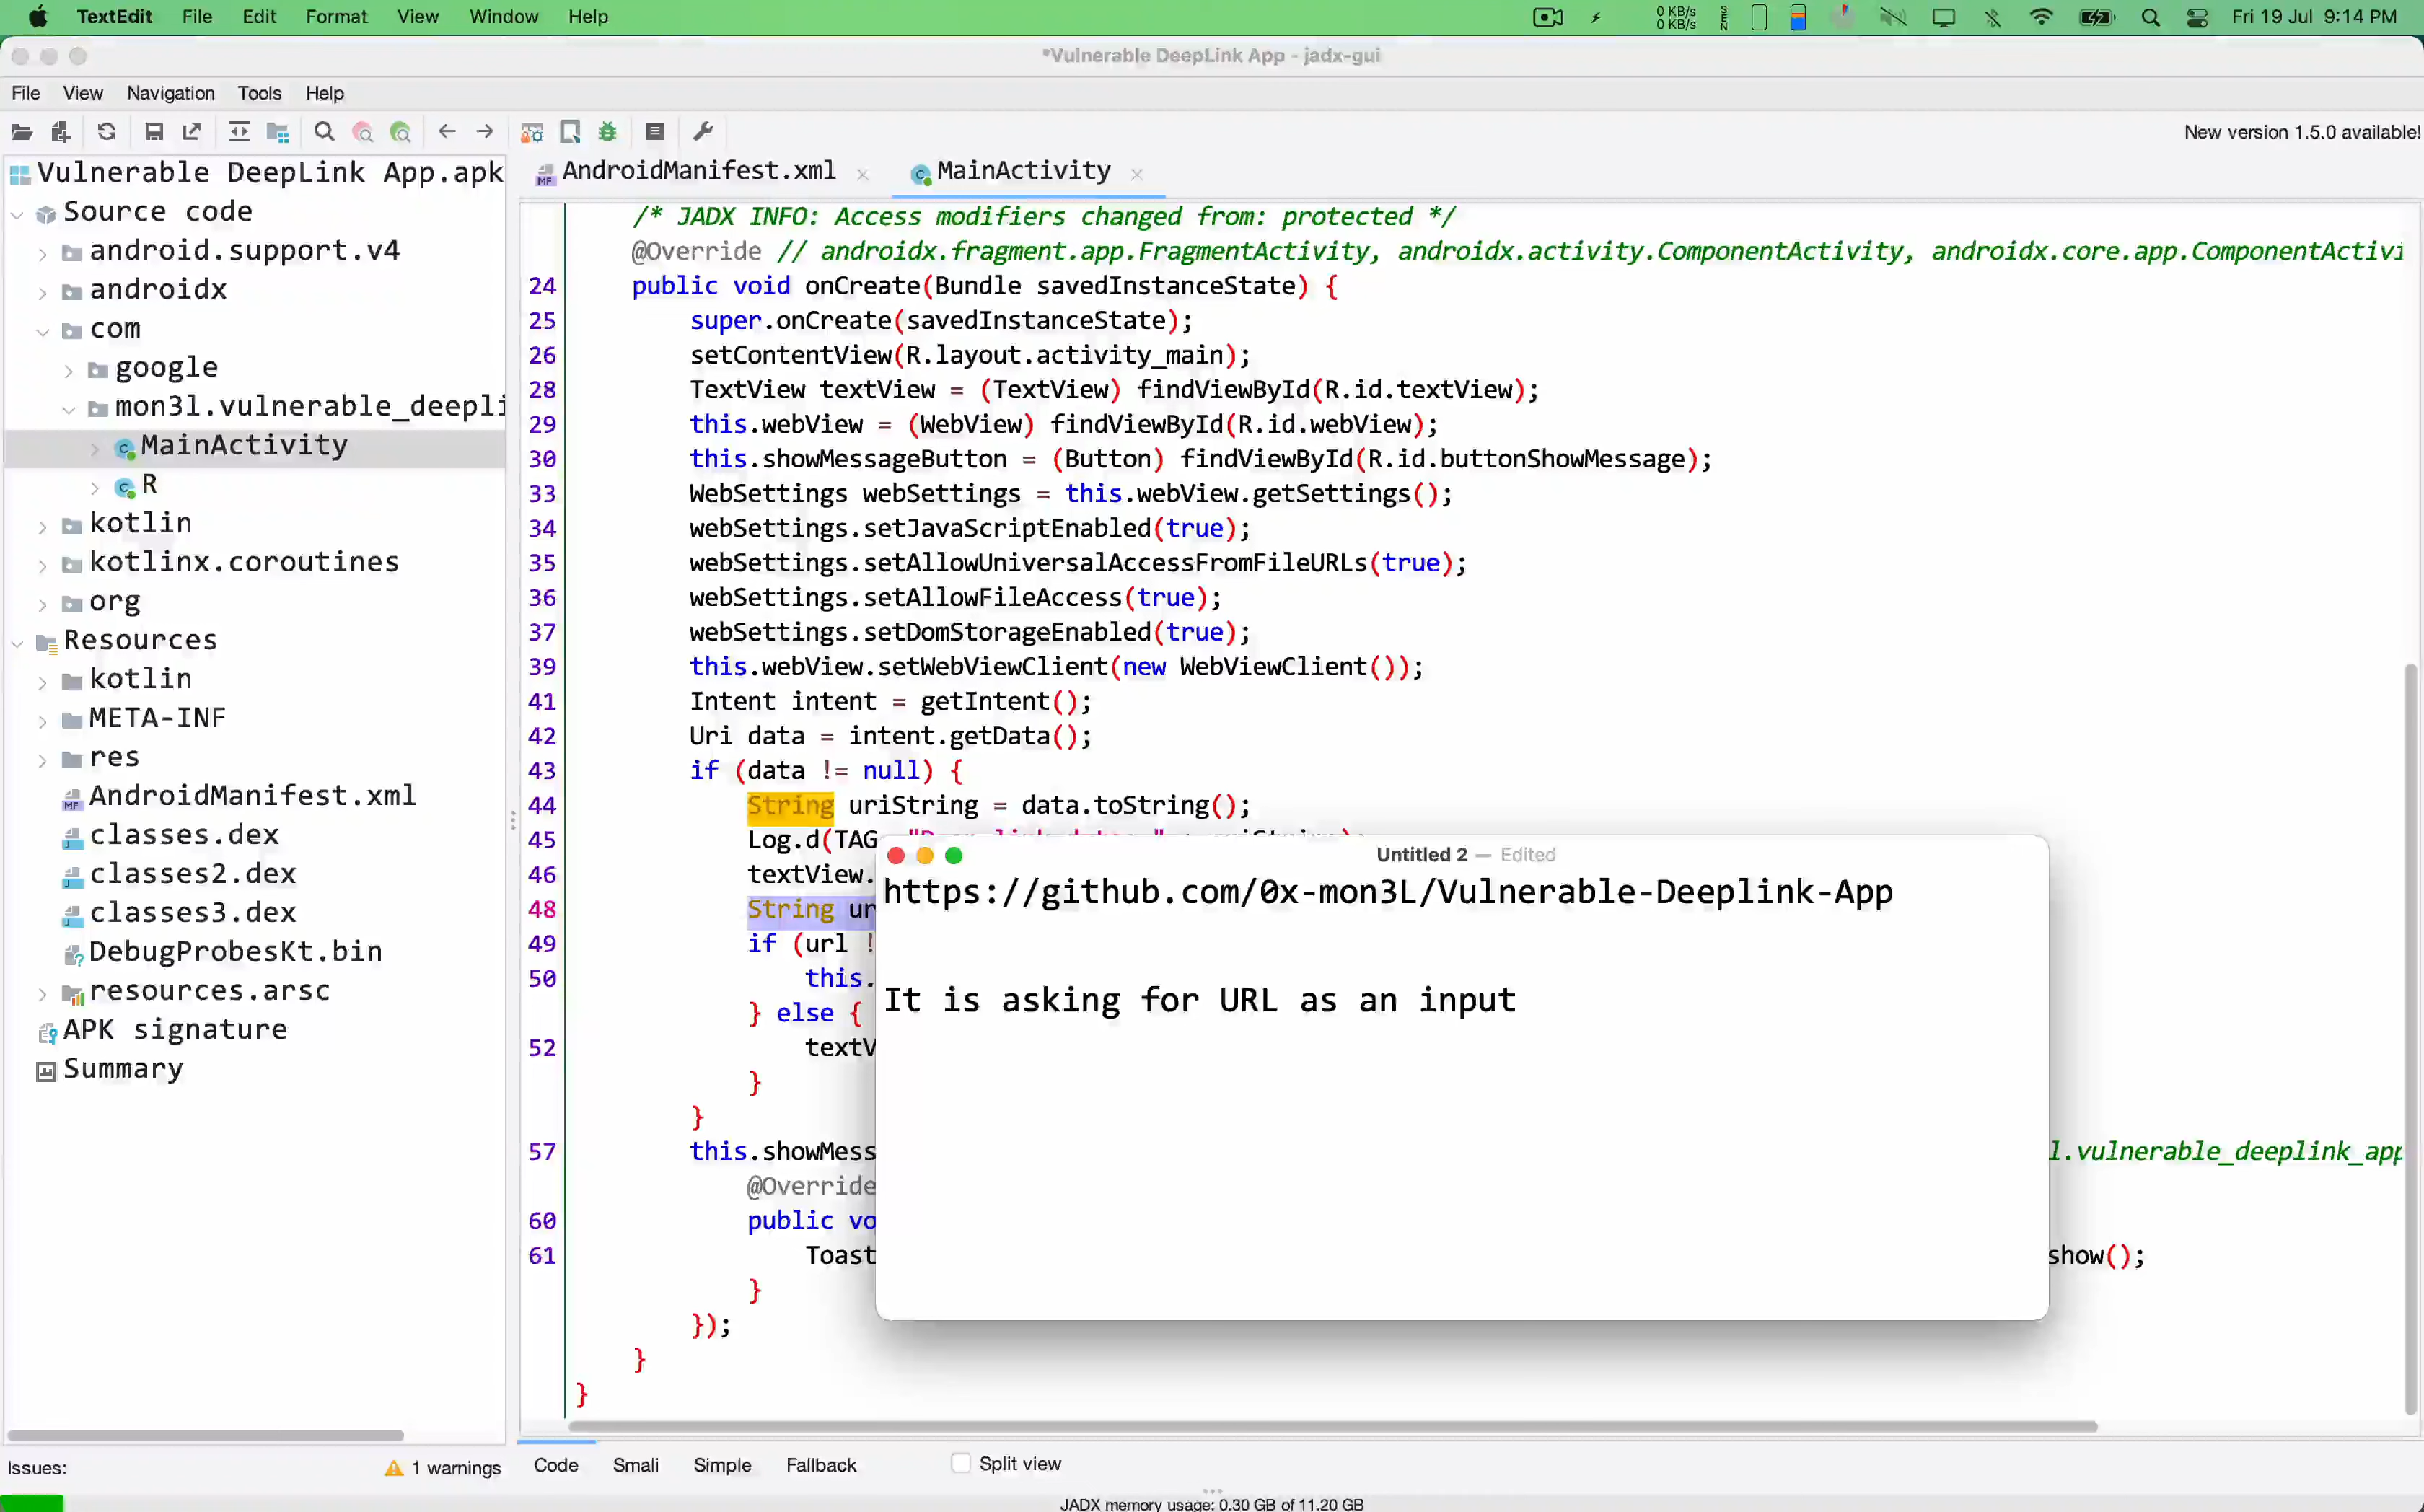 TextEdit File Edit Format View Window Help
0 KB/s
0 KB/s
SEN
Fri 19 Jul 9:14 PM
*Vulnerable DeepLink App - jadx-gui
File View Navigation Tools Help
New version 1.5.0 available!
Vulnerable DeepLink App.apk
Source code
android.support.v4
androidx
com
google
mon3l.vulnerable_deepli
MainActivity
R
kotlin
kotlinx.coroutines
org
Resources
kotlin
META-INF
res
AndroidManifest.xml
classes.dex
classes2.dex
classes3.dex
DebugProbesKt.bin
resources.arsc
APK signature
Summary
AndroidManifest.xml MainActivity
/* JADX INFO: Access modifiers changed from: protected */
@Override // androidx.fragment.app.FragmentActivity, androidx.activity.ComponentActivity, androidx.core.app.ComponentActivi
24 public void onCreate(Bundle savedInstanceState) {
25 super.onCreate(savedInstanceState);
26 setContentView(R.layout.activity_main);
28 TextView textView = (TextView) findViewById(R.id.textView);
29 this.webView = (WebView) findViewById(R.id.webView);
30 this.showMessageButton = (Button) findViewById(R.id.buttonShowMessage);
33 WebSettings webSettings = this.webView.getSettings();
34 webSettings.setJavaScriptEnabled(true);
35 webSettings.setAllowUniversalAccessFromFileURLs(true);
36 webSettings.setAllowFileAccess(true);
37 webSettings.setDomStorageEnabled(true);
39 this.webView.setWebViewClient(new WebViewClient());
41 Intent intent = getIntent();
42 Uri data = intent.getData();
43 if (data != null) {
44 String uriString = data.toString();
45 Log.d(TAG
46 textView.
48 String ur
49 if (url !
50 this.
} else {
52 textV
}
}
57 this.showMess l.vulnerable_deeplink_app
@Override
60 public vo
61 Toast show();
}
});
}
}
Untitled 2 — Edited
https://github.com/0x-mon3L/Vulnerable-Deeplink-App
It is asking for URL as an input
Issues: 1 warnings
Code Smali Simple Fallback Split view
JADX memory usage: 0.30 GB of 11.20 GB